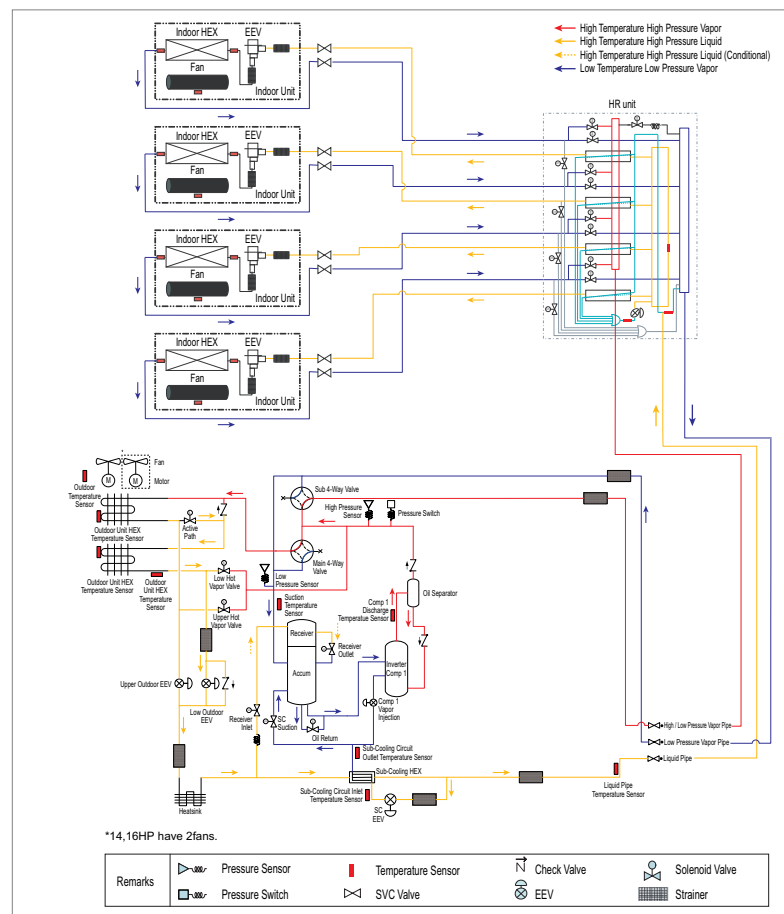 High Temperature High Pressure Vapor
High Temperature High Pressure Liquid
High Temperature High Pressure Liquid (Conditional)
Low Temperature Low Pressure Vapor
Indoor HEX
EEV
Fan
Indoor Unit
HR unit
Indoor HEX
EEV
Fan
Indoor Unit
Indoor HEX
EEV
Fan
Indoor Unit
Indoor HEX
EEV
Fan
Indoor Unit
Fan
M
M
Motor
Outdoor
Temperature
Sensor
Sub 4-Way Valve
High Pressure
Sensor
Pressure Switch
Outdoor Unit HEX
Temperature Sensor
Active
Path
Main 4-Way
Valve
Outdoor Unit HEX
Temperature Sensor
Outdoor
Unit HEX
Temperature
Sensor
Low Hot
Vapor Valve
Low
Pressure Sensor
Suction
Temperature
Sensor
Comp 1
Discharge
Temperatue Sensor
Oil Separator
Upper Hot
Vapor Valve
Receiver
Receiver
Outlet
Accum
Inverter
Comp 1
Upper Outdoor EEV
Low Outdoor
EEV
Receiver
Inlet
SC
Suction
Oil Return
Comp 1
Vapor
Injection
High / Low Pressure Vapor Pipe
Low Pressure Vapor Pipe
Liquid Pipe
Sub-Cooling Circuit
Outlet Temperature Sensor
Sub-Cooling HEX
Liquid Pipe
Temperature Sensor
Sub-Cooling Circuit Inlet
Temperature Sensor
SC
EEV
Heatsink
*14,16HP have 2fans.
Remarks
Pressure Sensor
Temperature Sensor
Check Valve
Solenoid Valve
Pressure Switch
SVC Valve
EEV
Strainer